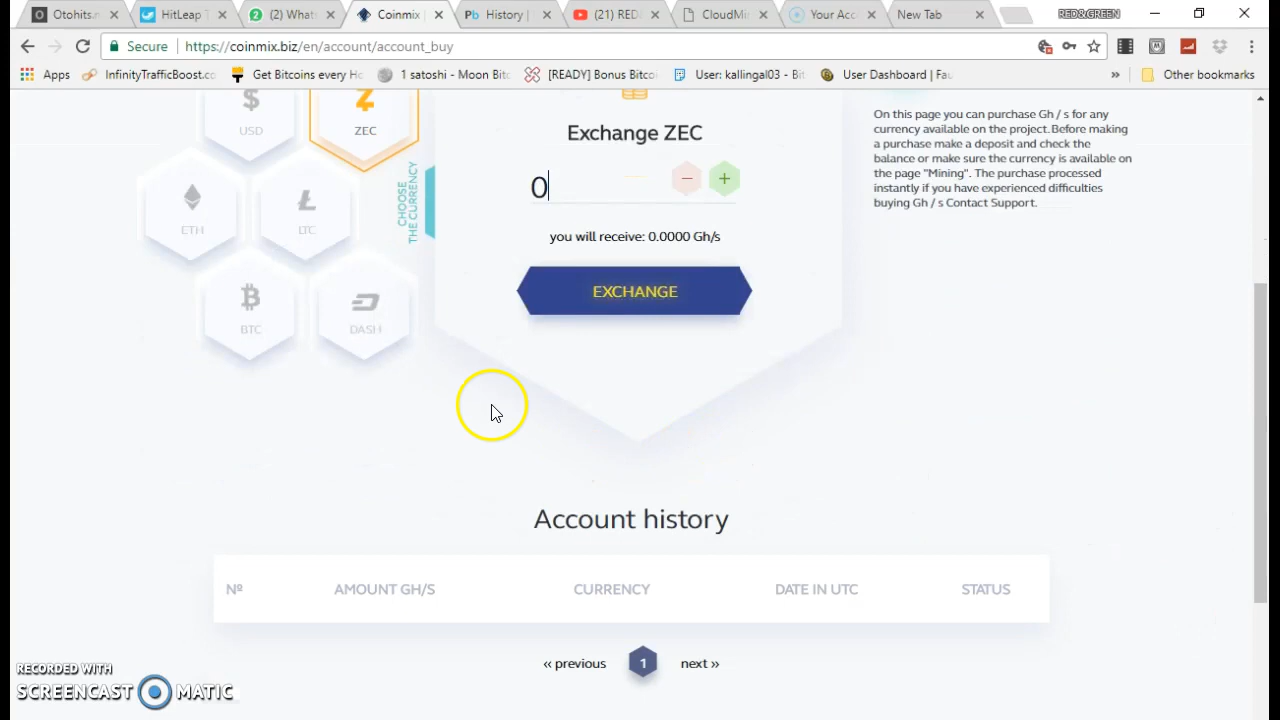 Otohits.n
HitLeap T
(2) What
Coinmix
Pb History |
(21) RED
CloudMi
Your Acc
New Tab
RED&GREEN
Secure https://coinmix.biz/en/account/account_buy
Apps InfinityTrafficBoost.co Get Bitcoins every Ho 1 satoshi - Moon Bit [READY] Bonus Bitco User: kallingal03 - Bit User Dashboard | Fau » Other bookmarks
USD
ZEC
ETH
LTC
BTC
DASH
CHOOSE
THE CURRENCY
Exchange ZEC
0
you will receive: 0.0000 Gh/s
EXCHANGE
On this page you can purchase Gh / s for any
currency available on the project. Before making
a purchase make a deposit and check the
balance or make sure the currency is available on
the page "Mining". The purchase processed
instantly if you have experienced difficulties
buying Gh / s Contact Support.
Account history
Nº AMOUNT GH/S CURRENCY DATE IN UTC STATUS
« previous 1 next »
RECORDED WITH
SCREENCAST MATIC